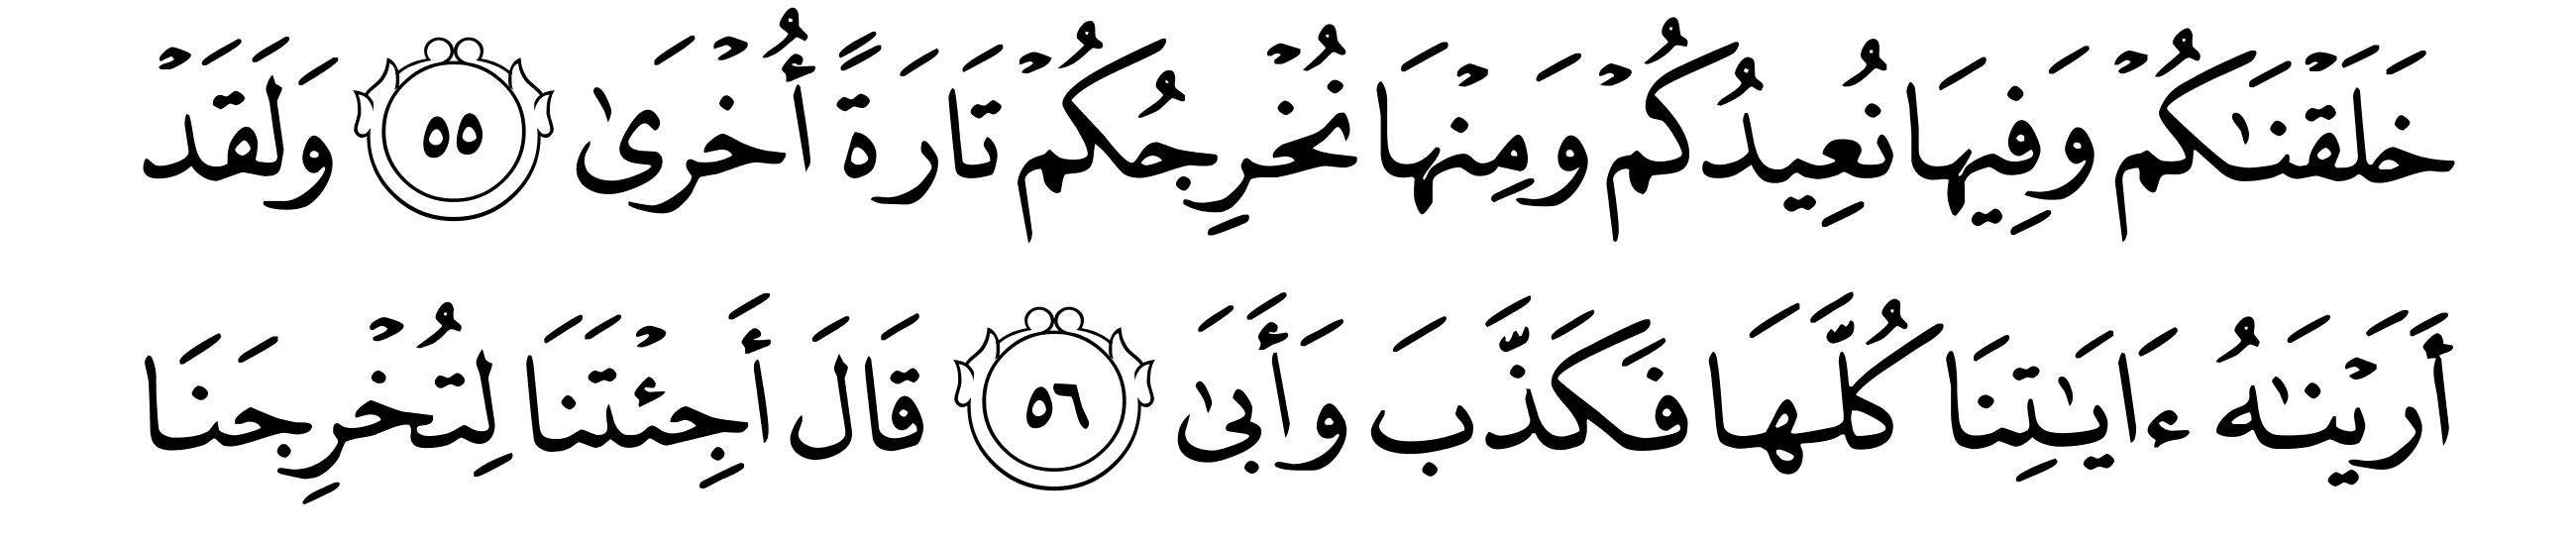 خَلَقْنَٰكُمْ وَفِيهَا نُعِيدُكُمْ وَمِنْهَا نُخْرِجُكُمْ تَارَةً أُخْرَىٰ ٥٥ وَلَقَدْ
أَرَيْنَٰهُ ءَايَٰتِنَا كُلَّهَا فَكَذَّبَ وَأَبَىٰ ٥٦ قَالَ أَجِئْتَنَا لِتُخْرِجَنَا